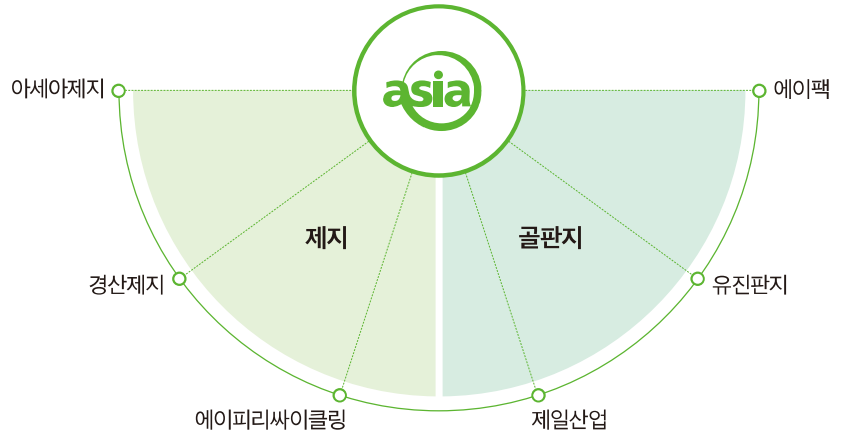 asia
아세아제지
에이팩
제지
골판지
경산제지
유진판지
에이피리싸이클링
제일산업